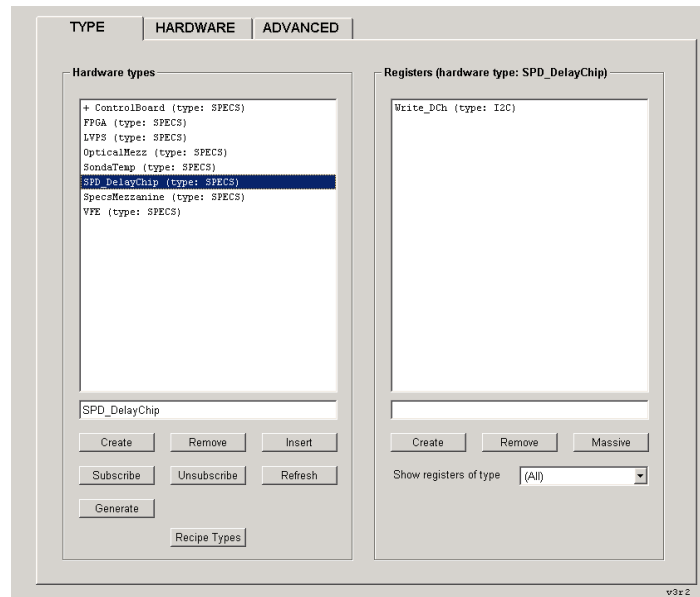 TYPE HARDWARE ADVANCED
Hardware types
+ ControlBoard (type: SPECS)
FPGA (type: SPECS)
LVPS (type: SPECS)
OpticalMezz (type: SPECS)
SondaTemp (type: SPECS)
SPD_DelayChip (type: SPECS)
SpecsMezzanine (type: SPECS)
VFE (type: SPECS)
SPD_DelayChip
Create Remove Insert
Subscribe Unsubscribe Refresh
Generate
Recipe Types
Registers (hardware type: SPD_DelayChip)
Write_DCh (type: I2C)
Create Remove Massive
Show registers of type (All)
v3r2